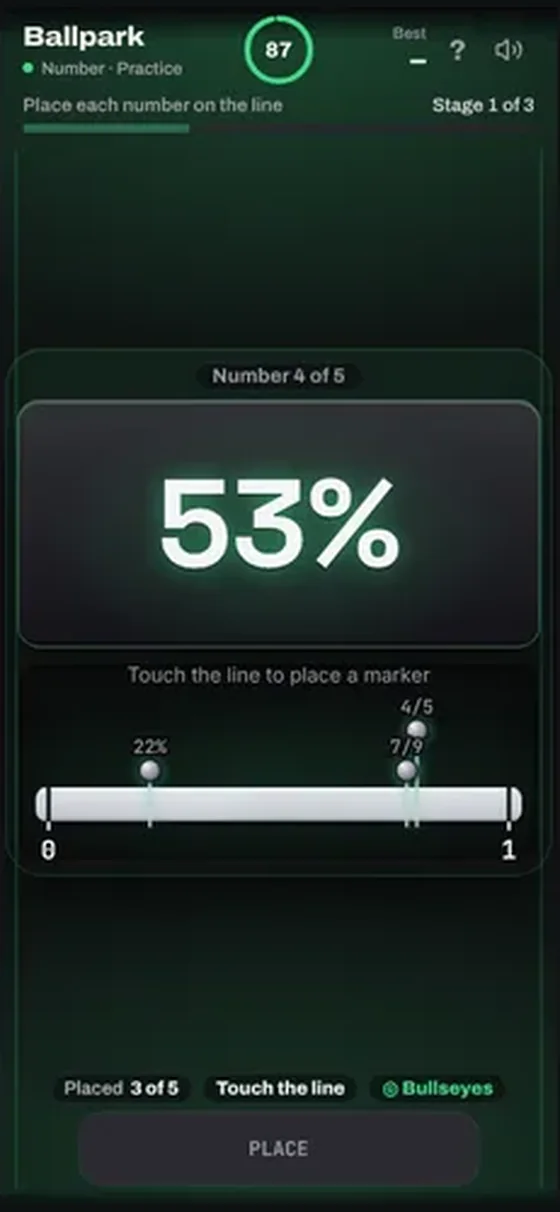 Ballpark
Number · Practice
87
Best
–
?
Place each number on the line
Stage 1 of 3
Number 4 of 5
53%
Touch the line to place a marker
4/5
22%
7/9
0
1
Placed 3 of 5
Touch the line
Bullseyes
PLACE